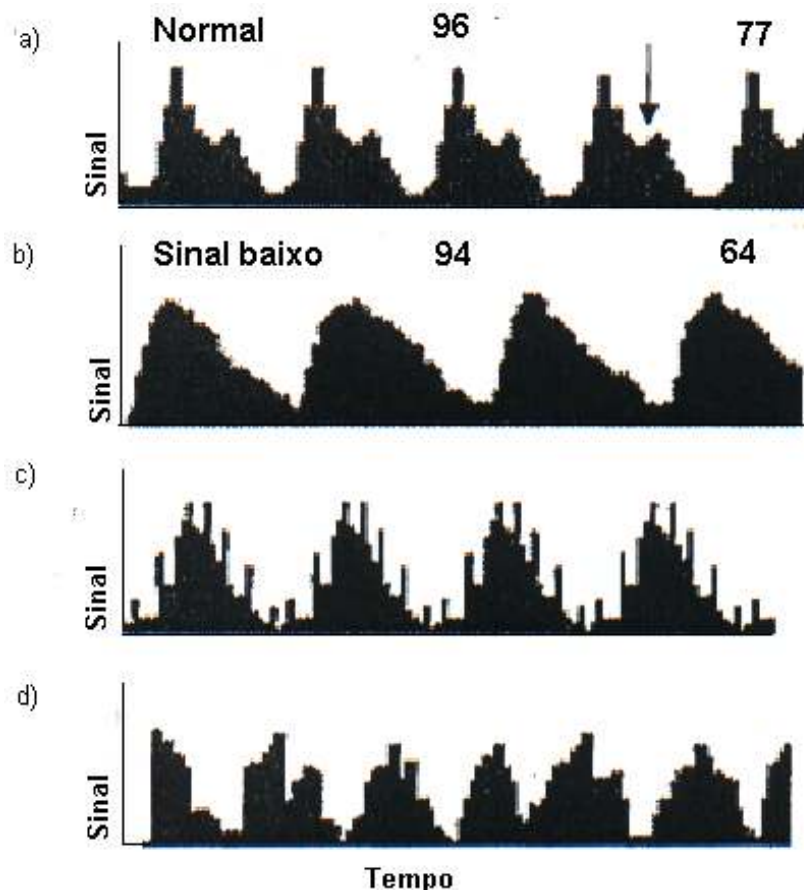 a) Normal 96 77
Sinal
b) Sinal baixo 94 64
Sinal
c)
Sinal
d)
Sinal
Tempo